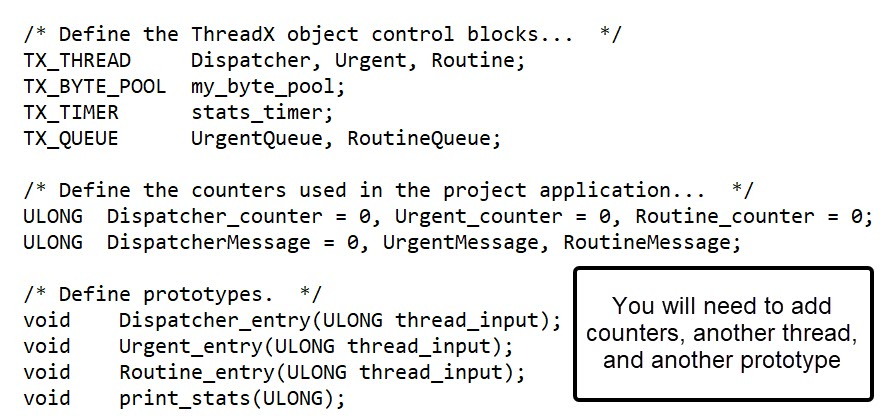 /* Define the ThreadX object control blocks...  */
TX_THREAD     Dispatcher, Urgent, Routine;
TX_BYTE_POOL  my_byte_pool;
TX_TIMER      stats_timer;
TX_QUEUE      UrgentQueue, RoutineQueue;

/* Define the counters used in the project application...  */
ULONG  Dispatcher_counter = 0, Urgent_counter = 0, Routine_counter = 0;
ULONG  DispatcherMessage = 0, UrgentMessage, RoutineMessage;

/* Define prototypes.  */
void    Dispatcher_entry(ULONG thread_input);
void    Urgent_entry(ULONG thread_input);
void    Routine_entry(ULONG thread_input);
void    print_stats(ULONG);
You will need to add
counters, another thread,
and another prototype